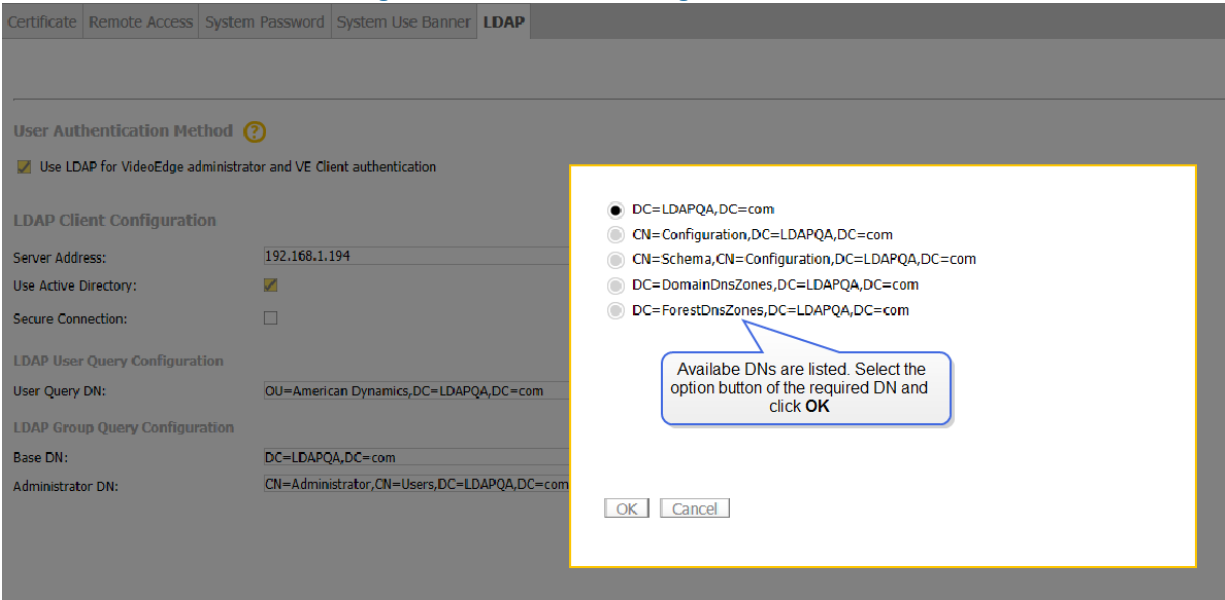 Certificate Remote Access System Password System Use Banner LDAP
User Authentication Method ?
Use LDAP for VideoEdge administrator and VE Client authentication
LDAP Client Configuration
Server Address: 192.168.1.194
Use Active Directory:
Secure Connection:
LDAP User Query Configuration
User Query DN: OU=American Dynamics,DC=LDAPQA,DC=com
LDAP Group Query Configuration
Base DN: DC=LDAPQA,DC=com
Administrator DN: CN=Administrator,CN=Users,DC=LDAPQA,DC=com
DC=LDAPQA,DC=com
CN=Configuration,DC=LDAPQA,DC=com
CN=Schema,CN=Configuration,DC=LDAPQA,DC=com
DC=DomainDnsZones,DC=LDAPQA,DC=com
DC=ForestDnsZones,DC=LDAPQA,DC=com
Availabe DNs are listed. Select the
option button of the required DN and
click OK
OK Cancel